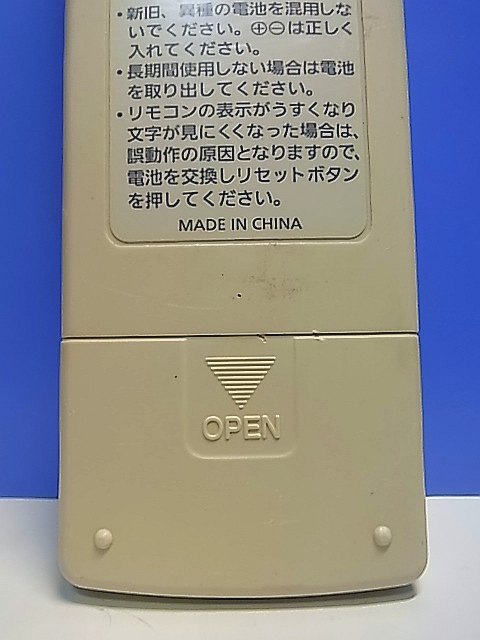 ・新旧、異種の電池を混用しな
いでください。⊕⊖は正しく
入れてください。
・長期間使用しない場合は電池
を取り出してください。
・リモコンの表示がうすくなり
文字が見にくくなった場合は、
誤動作の原因となりますので、
電池を交換しリセットボタン
を押してください。
MADE IN CHINA
OPEN